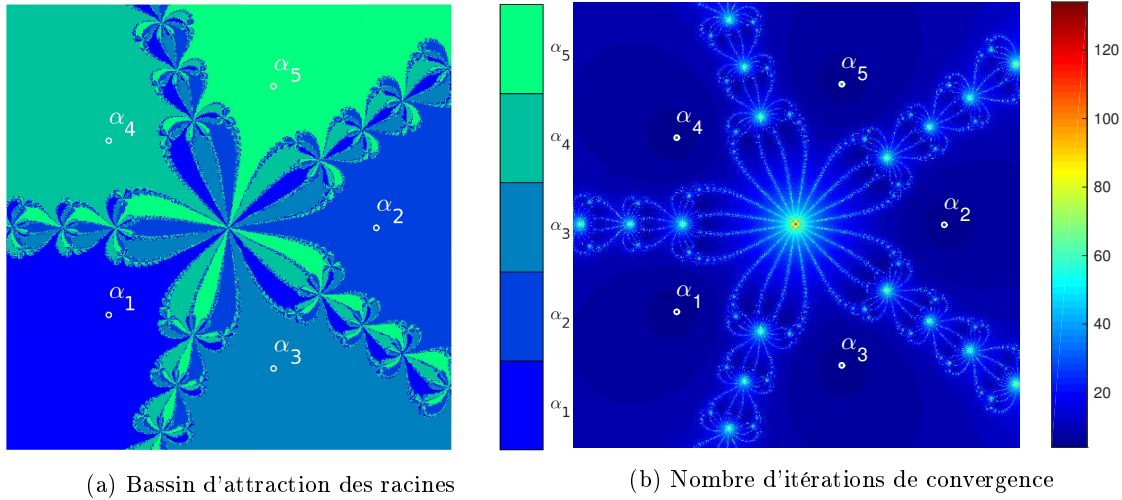 α5
α4
α2
α1
α3
α5
α4
α3
α2
α1
α5
α4
α2
α1
α3
120
100
80
60
40
20
(a) Bassin d'attraction des racines
(b) Nombre d'itérations de convergence